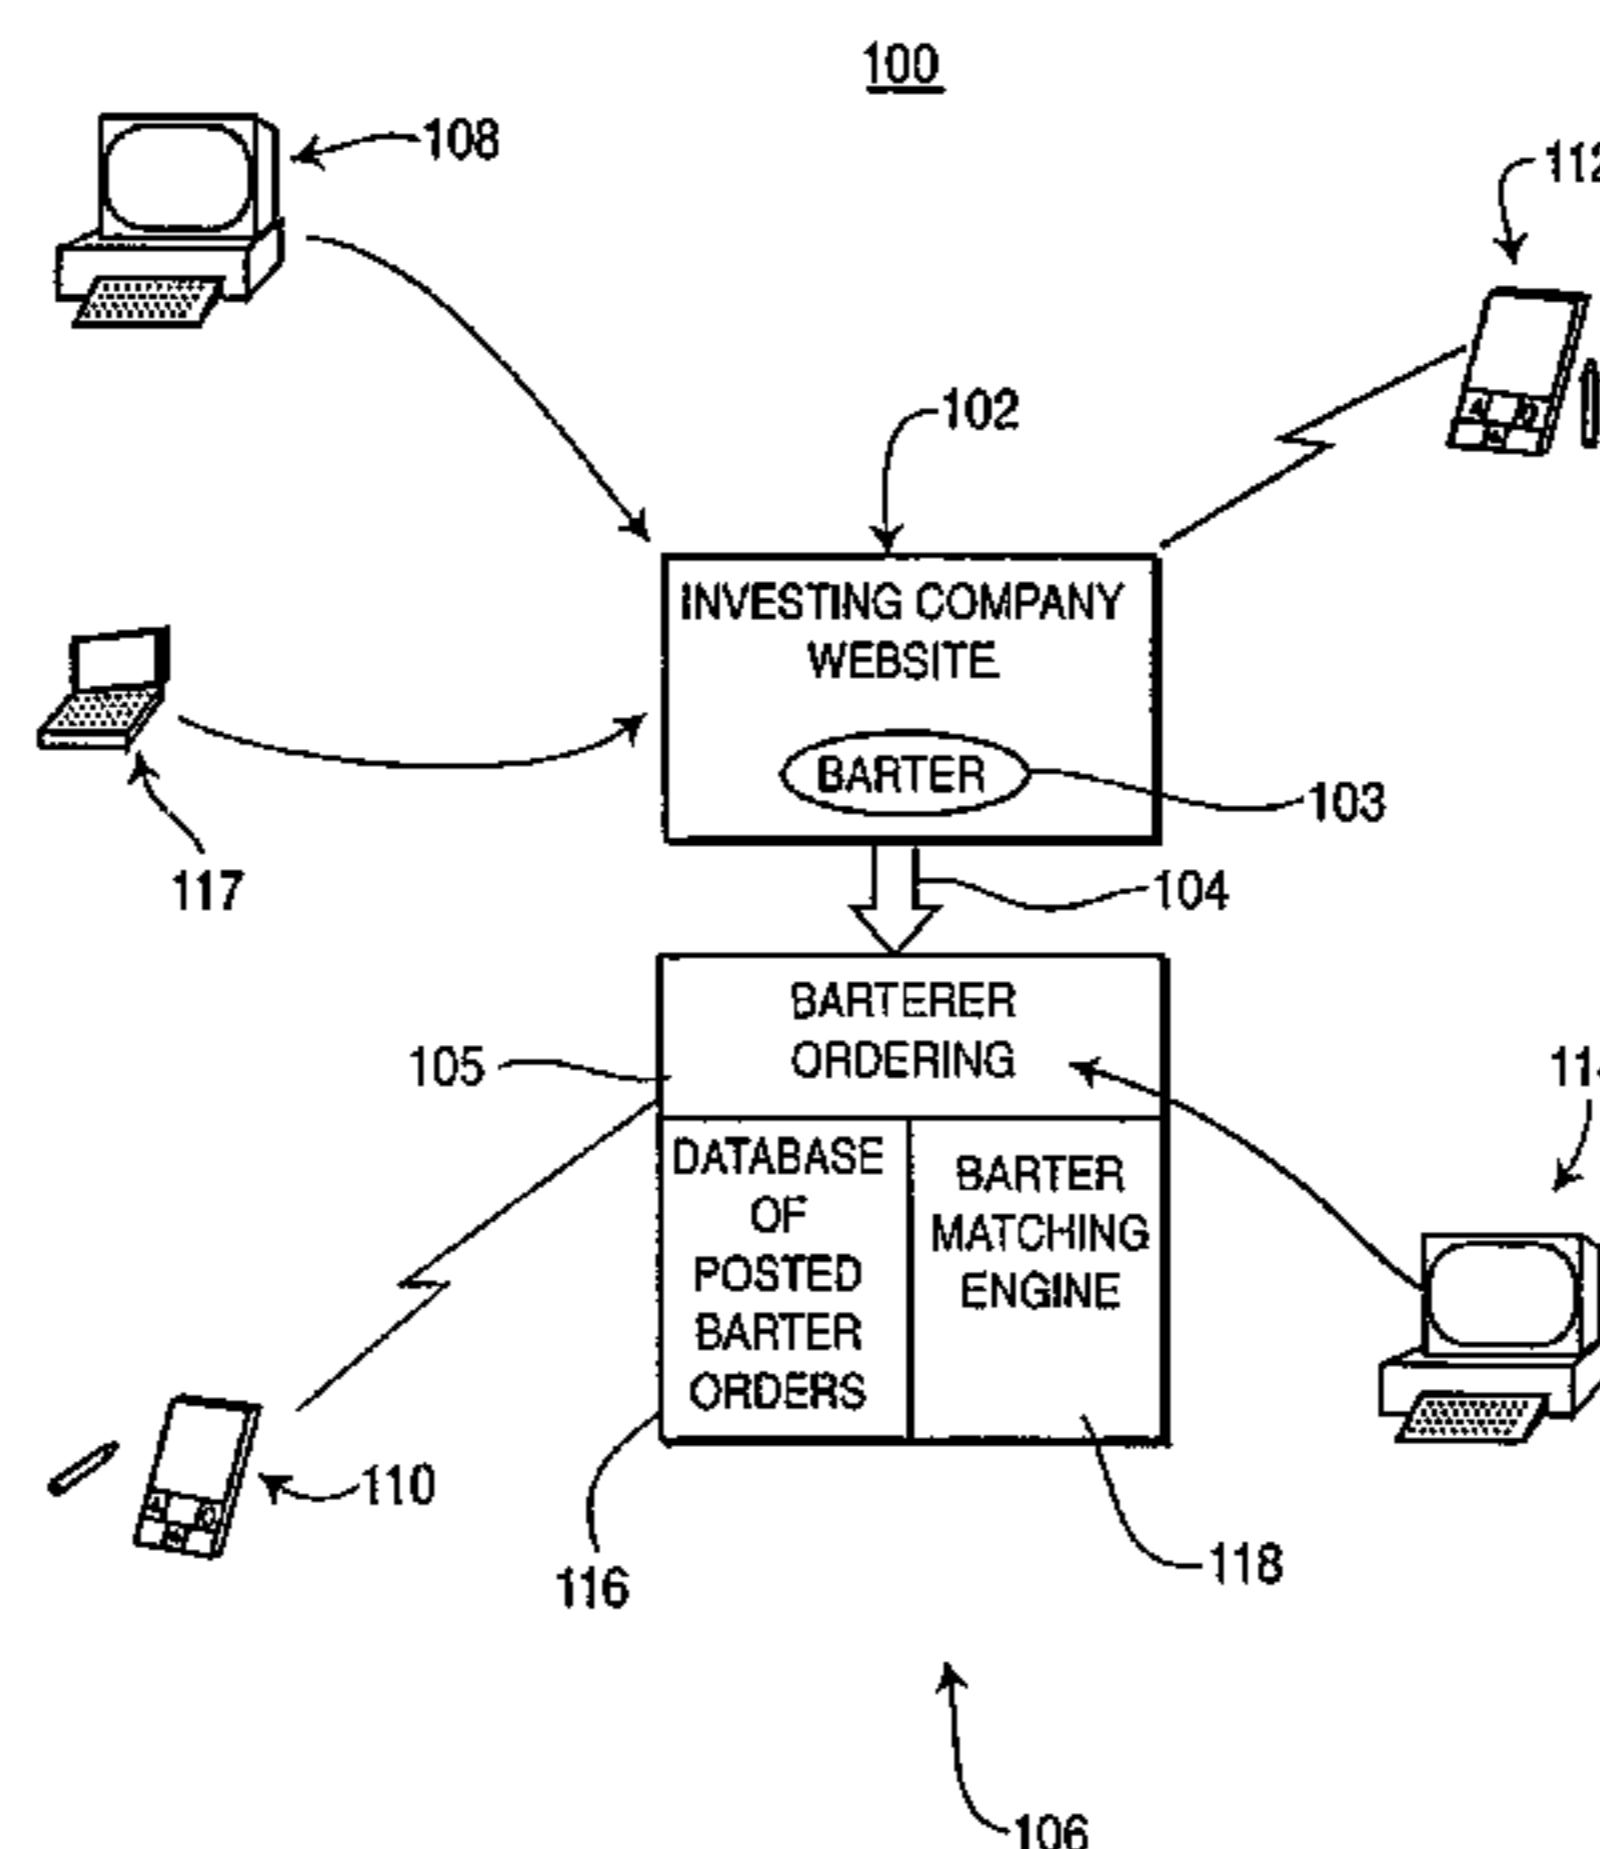 100
108
112
102
INVESTING COMPANY
WEBSITE
BARTER
103
117
104
BARTERER
ORDERING
105
DATABASE
OF
POSTED
BARTER
ORDERS
BARTER
MATCHING
ENGINE
110
116
118
106